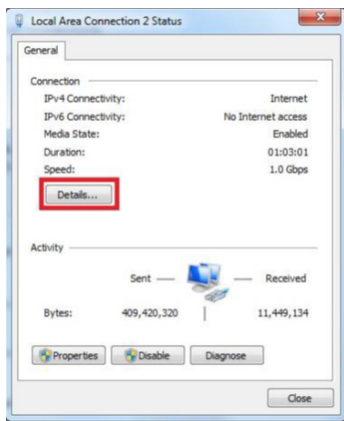 Local Area Connection 2 Status
General
Connection
IPv4 Connectivity: Internet
IPv6 Connectivity: No Internet access
Media State: Enabled
Duration: 01:03:01
Speed: 1.0 Gbps
Details...
Activity
Sent Received
Bytes: 409,420,320 11,449,134
Properties Disable Diagnose
Close